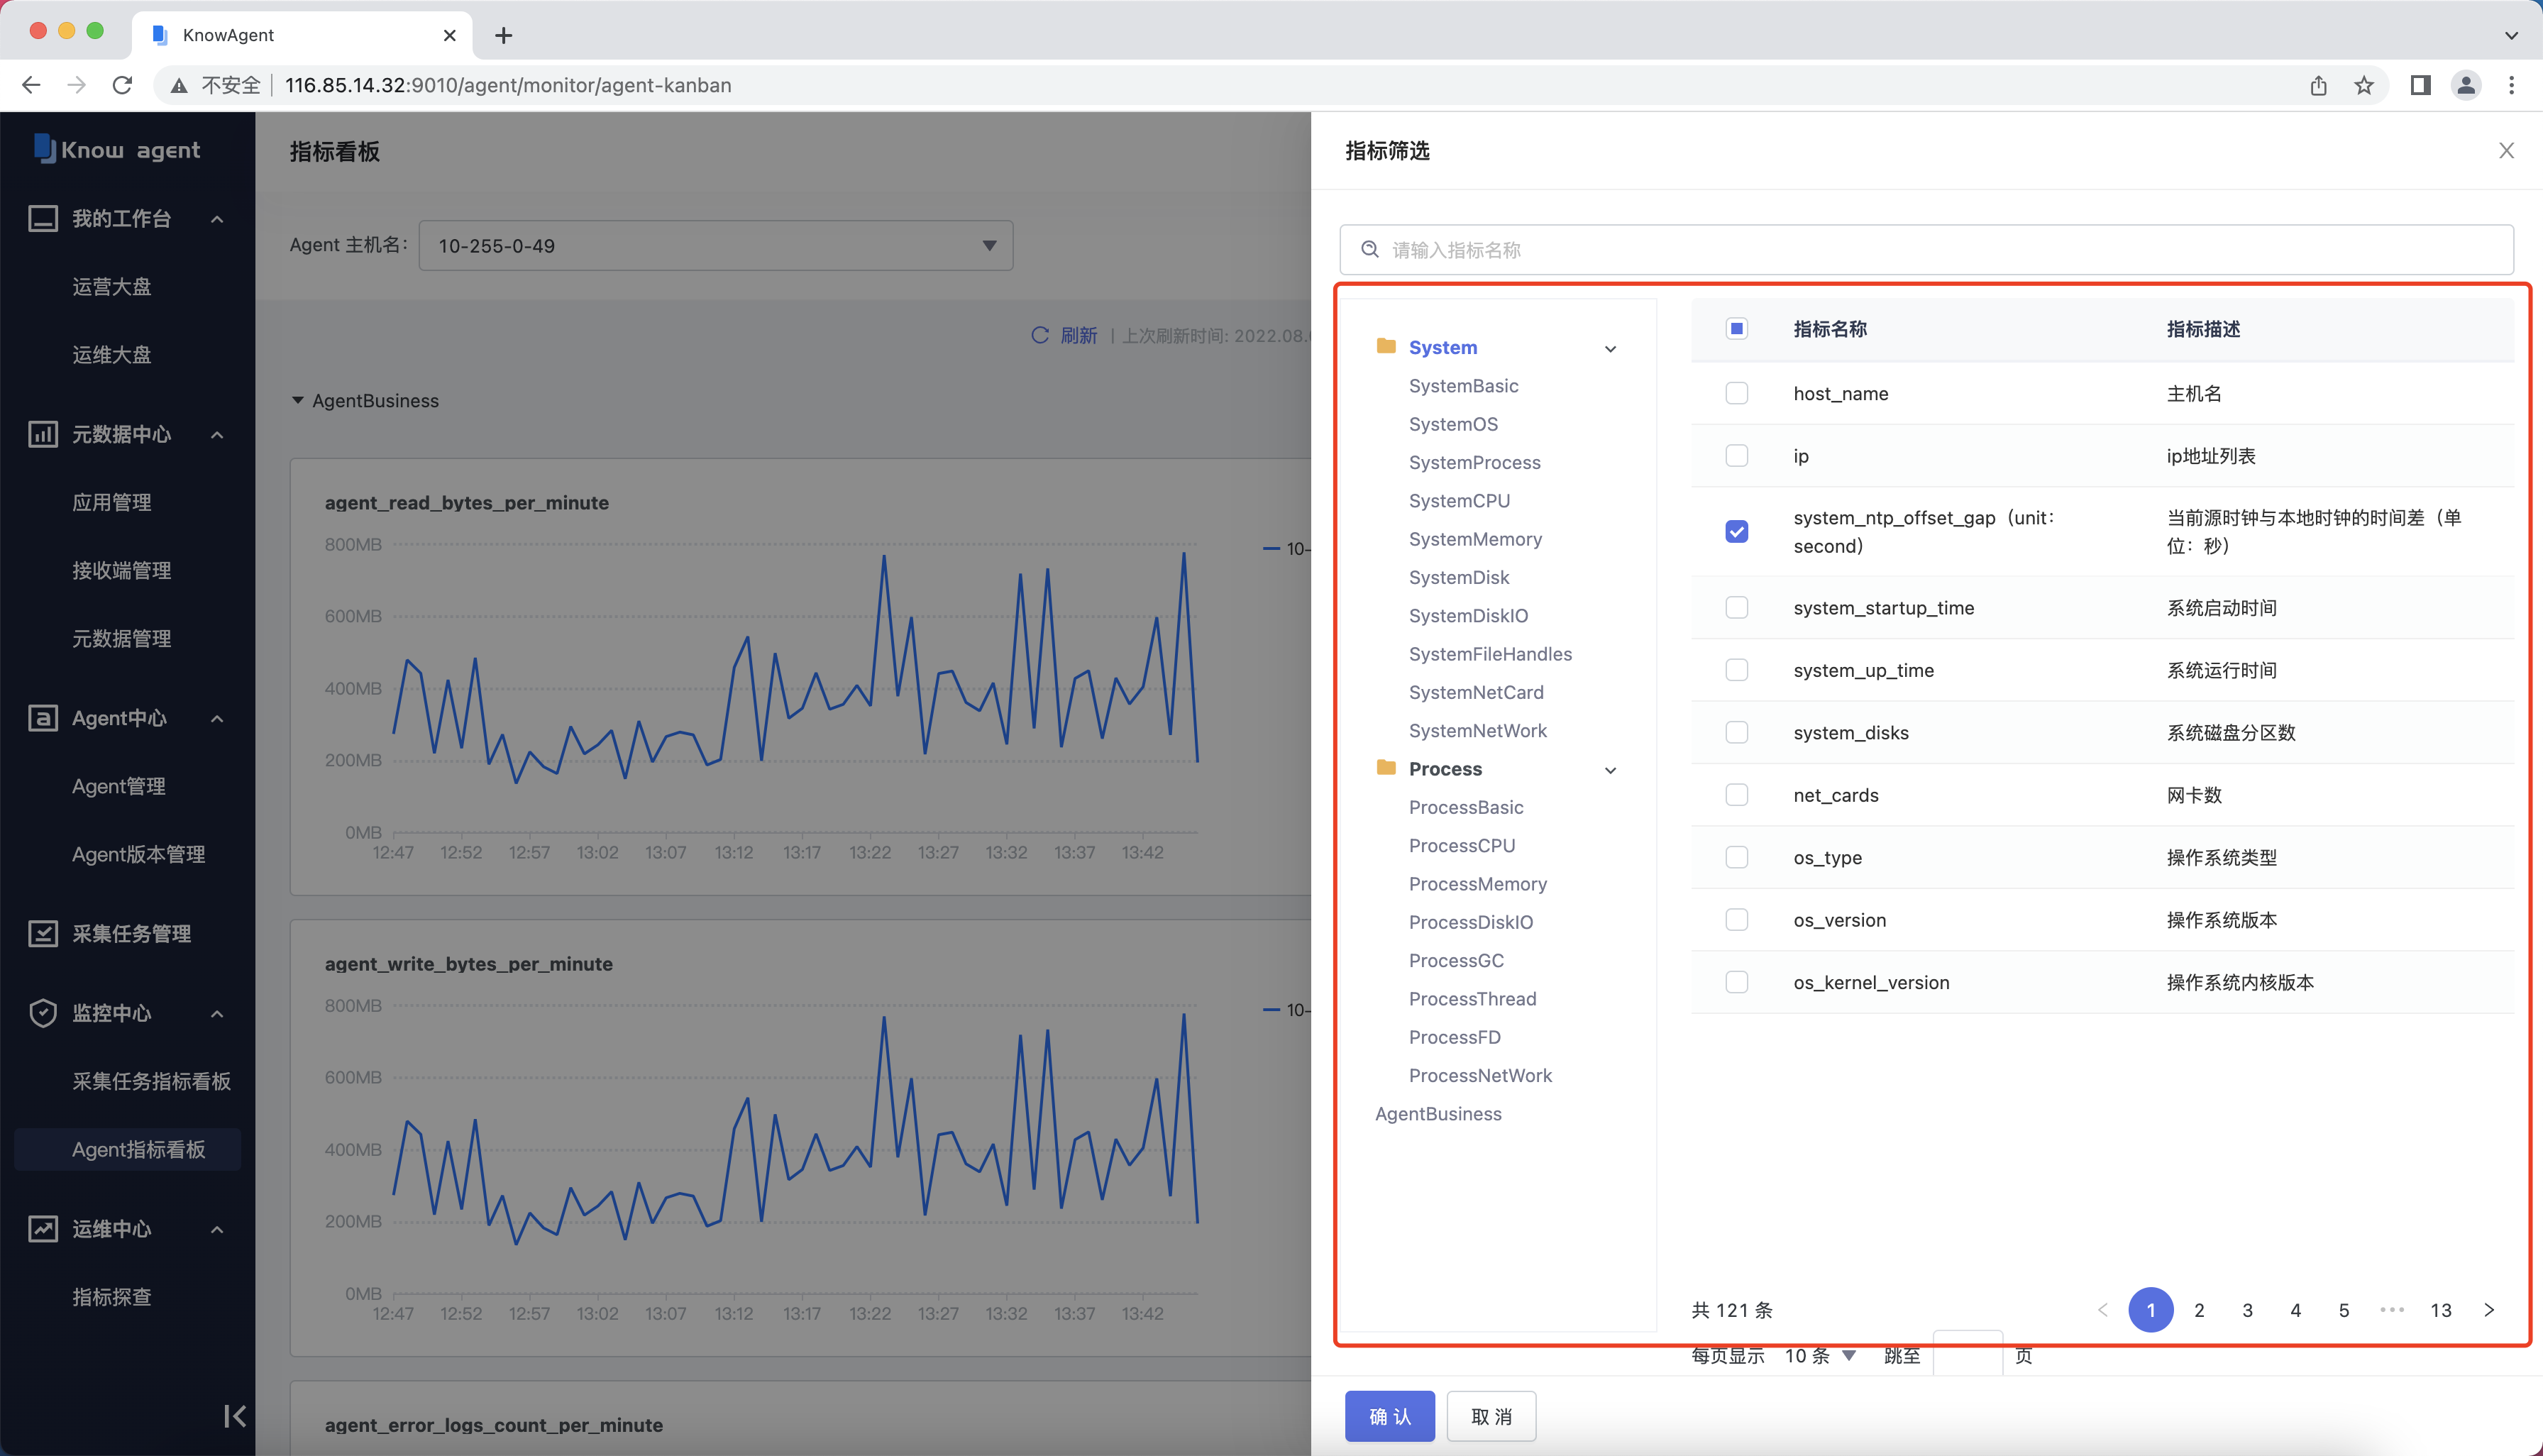 KnowAgent
不安全
116.85.14.32:9010/agent/monitor/agent-kanban
Know agent
我的工作台
运营大盘
运维大盘
元数据中心
应用管理
接收端管理
元数据管理
Agent中心
Agent管理
Agent版本管理
采集任务管理
监控中心
采集任务指标看板
Agent指标看板
运维中心
指标探查
指标看板
Agent 主机名:
10-255-0-49
刷新 | 上次刷新时间: 2022.08.
AgentBusiness
agent_read_bytes_per_minute
800MB
600MB
400MB
200MB
0MB
12:47 12:52 12:57 13:02 13:07 13:12 13:17 13:22 13:27 13:32 13:37 13:42
10-
agent_write_bytes_per_minute
800MB
600MB
400MB
200MB
0MB
12:47 12:52 12:57 13:02 13:07 13:12 13:17 13:22 13:27 13:32 13:37 13:42
10-
agent_error_logs_count_per_minute
指标筛选
请输入指标名称
System
SystemBasic
SystemOS
SystemProcess
SystemCPU
SystemMemory
SystemDisk
SystemDiskIO
SystemFileHandles
SystemNetCard
SystemNetWork
Process
ProcessBasic
ProcessCPU
ProcessMemory
ProcessDiskIO
ProcessGC
ProcessThread
ProcessFD
ProcessNetWork
AgentBusiness
指标名称 指标描述
host_name 主机名
ip ip地址列表
system_ntp_offset_gap（unit: 当前源时钟与本地时钟的时间差（单
second） 位：秒）
system_startup_time 系统启动时间
system_up_time 系统运行时间
system_disks 系统磁盘分区数
net_cards 网卡数
os_type 操作系统类型
os_version 操作系统版本
os_kernel_version 操作系统内核版本
共 121 条
1 2 3 4 5 ••• 13
每页显示 10 条 跳至 页
确 认 取 消